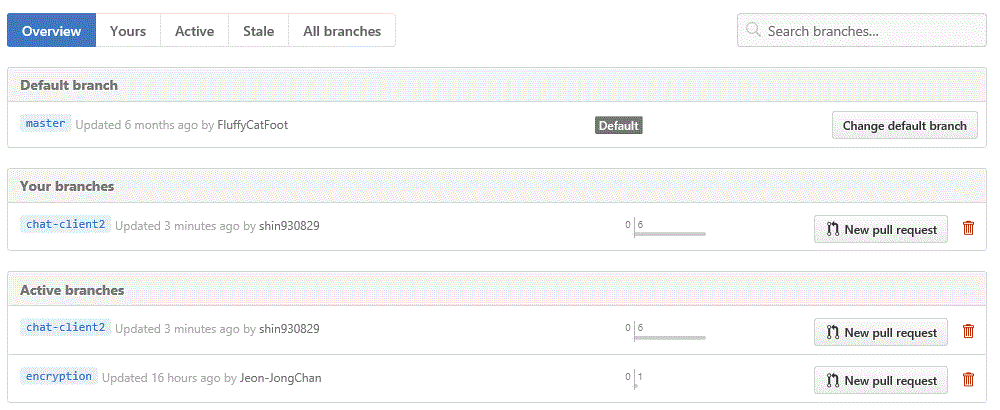 Overview Yours Active Stale All branches Search branches...
Default branch
master Updated 6 months ago by FluffyCatFoot Default Change default branch
Your branches
chat-client2 Updated 3 minutes ago by shin930829 0 6 New pull request
Active branches
chat-client2 Updated 3 minutes ago by shin930829 0 6 New pull request
encryption Updated 16 hours ago by Jeon-JongChan 0 1 New pull request